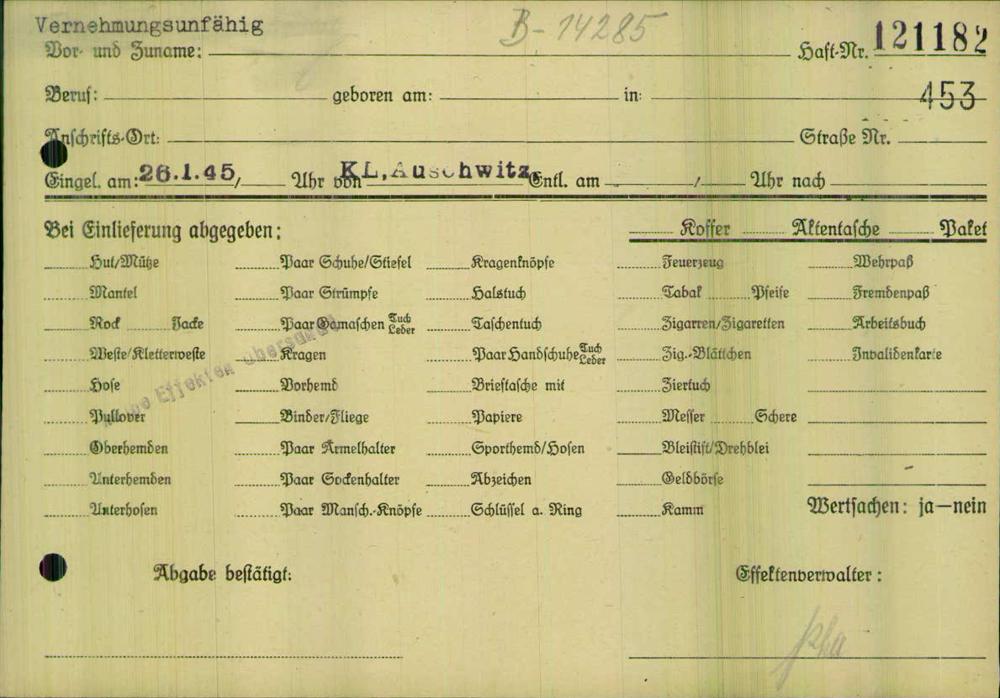 Vernehmungsunfähig
B-14285
Vor- und Zuname: Haft-Nr. 121182
Beruf: geboren am: in: 453
Anschrifts-Ort: Straße Nr.
Eingel. am: 26.1.45 / Uhr von KL, Auschwitz Entl. am / Uhr nach
Bei Einlieferung abgegeben: Koffer Aktentasche Paket
Hut/Mütze Paar Schuhe/Stiefel Kragenknöpfe Feuerzeug Wehrpaß
Mantel Paar Strümpfe Halstuch Tabak Pfeife Fremdenpaß
Rock Jacke Paar Gamaschen Tuch Leder Taschentuch Zigarren/Zigaretten Arbeitsbuch
Weste/Kletterweste Kragen Paar Handschuhe Tuch Leder Zig.-Blättchen Invalidenkarte
Hose Vorhemd Brieftasche mit Ziertuch
Effekten übersandt
Pullover Binder/Fliege Papiere Messer Schere
Oberhemden Paar Ärmelhalter Sporthemd/Hosen Bleistift/Drehblei
Unterhemden Paar Sockenhalter Abzeichen Geldbörse
Unterhosen Paar Mansch.-Knöpfe Schlüssel a. Ring Kamm Wertsachen: ja—nein
Abgabe bestätigt: Effektenverwalter: